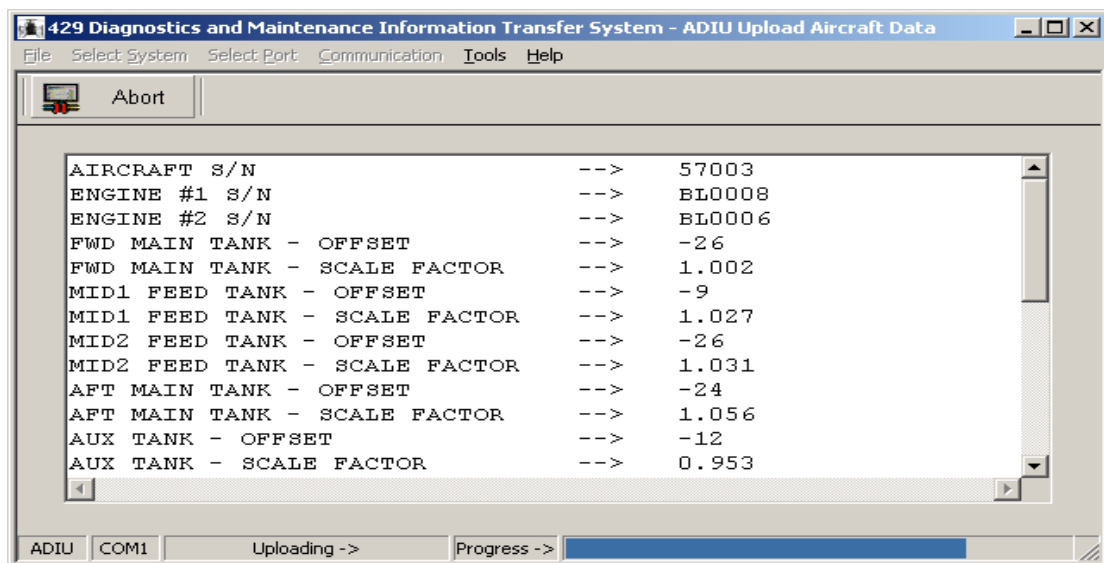 429 Diagnostics and Maintenance Information Transfer System - ADIU Upload Aircraft Data
File Select System Select Port Communication Tools Help
Abort
AIRCRAFT S/N --> 57003
ENGINE #1 S/N --> BL0008
ENGINE #2 S/N --> BL0006
FWD MAIN TANK - OFFSET --> -26
FWD MAIN TANK - SCALE FACTOR --> 1.002
MID1 FEED TANK - OFFSET --> -9
MID1 FEED TANK - SCALE FACTOR --> 1.027
MID2 FEED TANK - OFFSET --> -26
MID2 FEED TANK - SCALE FACTOR --> 1.031
AFT MAIN TANK - OFFSET --> -24
AFT MAIN TANK - SCALE FACTOR --> 1.056
AUX TANK - OFFSET --> -12
AUX TANK - SCALE FACTOR --> 0.953
ADIU COM1 Uploading -> Progress ->